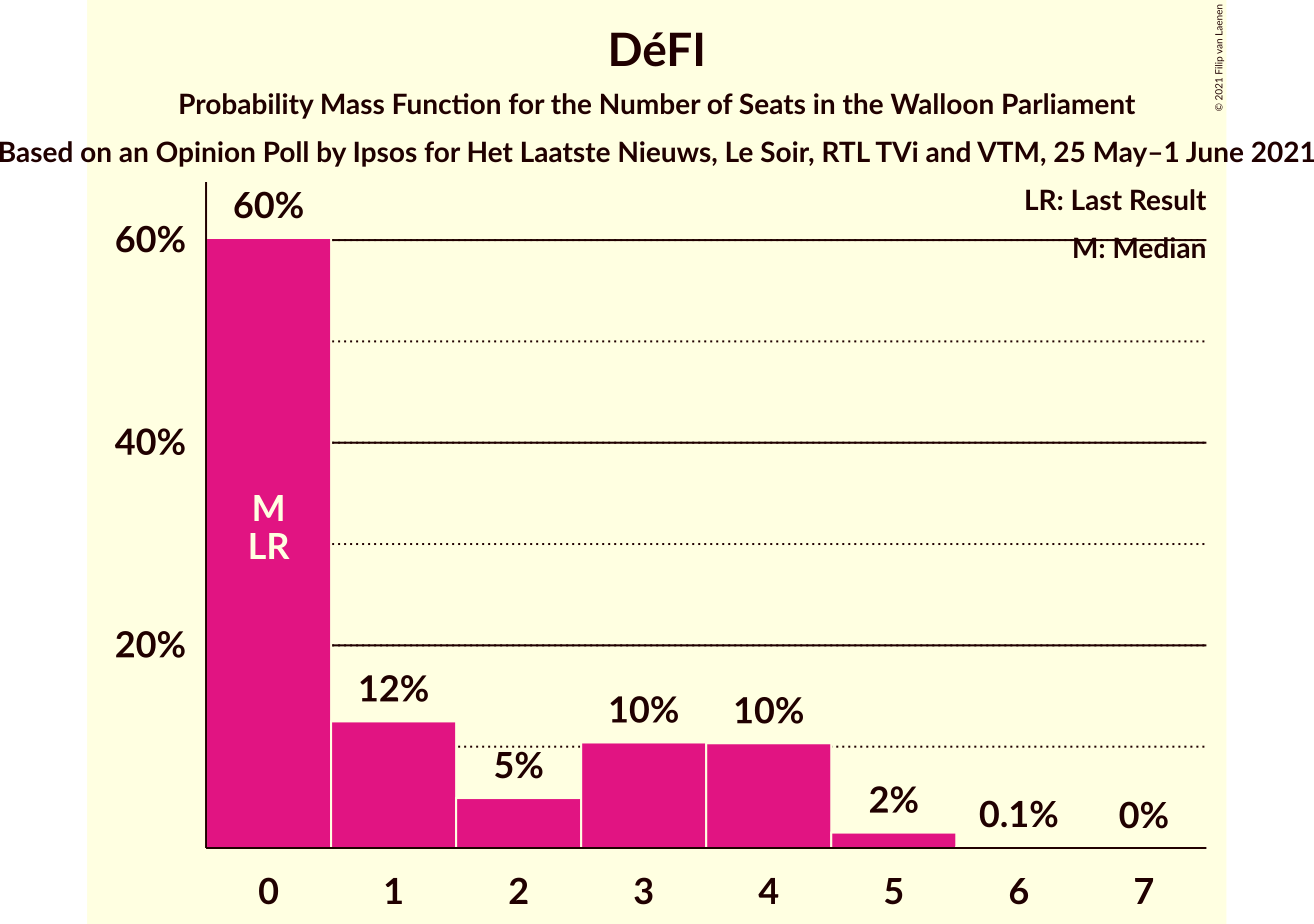 DéFI
Probability Mass Function for the Number of Seats in the Walloon Parliament
Based on an Opinion Poll by Ipsos for Het Laatste Nieuws, Le Soir, RTL TVi and VTM, 25 May–1 June 2021
© 2021 Filip van Laenen
LR: Last Result
M: Median
60%
40%
20%
60%
12%
5%
10%
10%
2%
0.1%
0%
M
LR
0 1 2 3 4 5 6 7